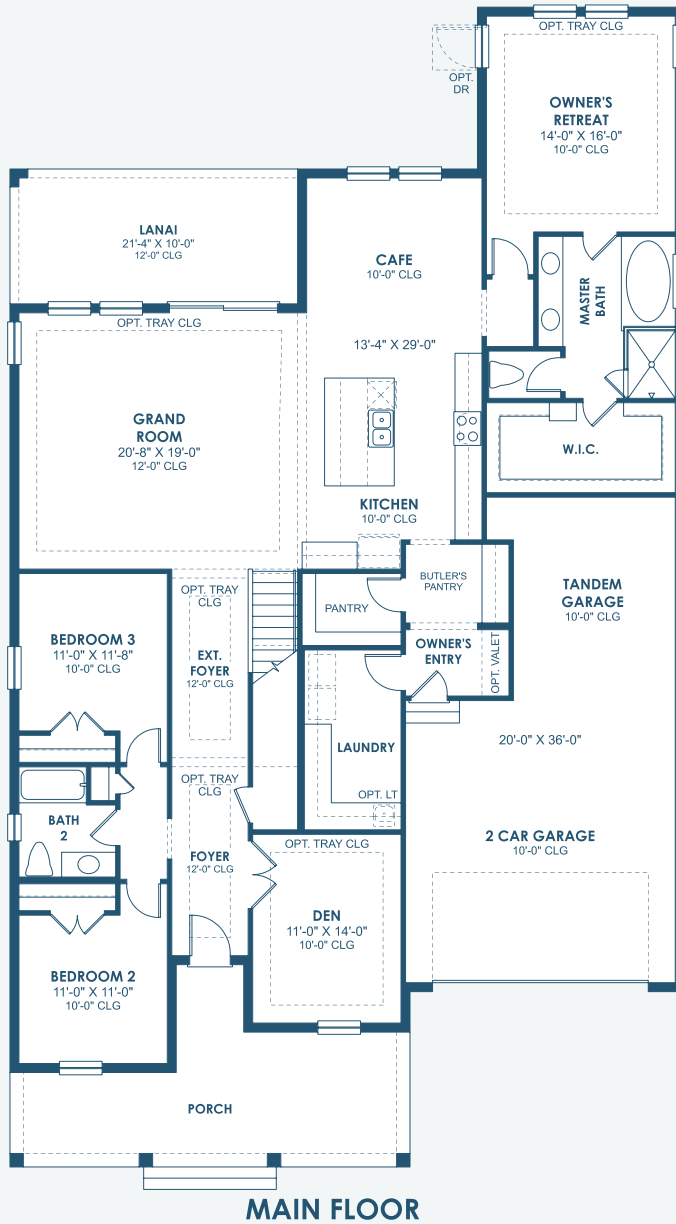 OPT. TRAY CLG
OPT.
DR
OWNER'S
RETREAT
14'-0" X 16'-0"
10'-0" CLG
LANAI
21'-4" X 10'-0"
12'-0" CLG
CAFE
10'-0" CLG
MASTER
BATH
OPT. TRAY CLG
13'-4" X 29'-0"
GRAND
ROOM
20'-8" X 19'-0"
12'-0" CLG
W.I.C.
KITCHEN
10'-0" CLG
OPT. TRAY
CLG
PANTRY
BUTLER'S
PANTRY
TANDEM
GARAGE
10'-0" CLG
BEDROOM 3
11'-0" X 11'-8"
10'-0" CLG
EXT.
FOYER
12'-0" CLG
OWNER'S
ENTRY
OPT. VALET
LAUNDRY
20'-0" X 36'-0"
OPT. TRAY
CLG
OPT. LT
BATH
2
FOYER
12'-0" CLG
OPT. TRAY CLG
2 CAR GARAGE
10'-0" CLG
DEN
11'-0" X 14'-0"
10'-0" CLG
BEDROOM 2
11'-0" X 11'-0"
10'-0" CLG
PORCH
MAIN FLOOR